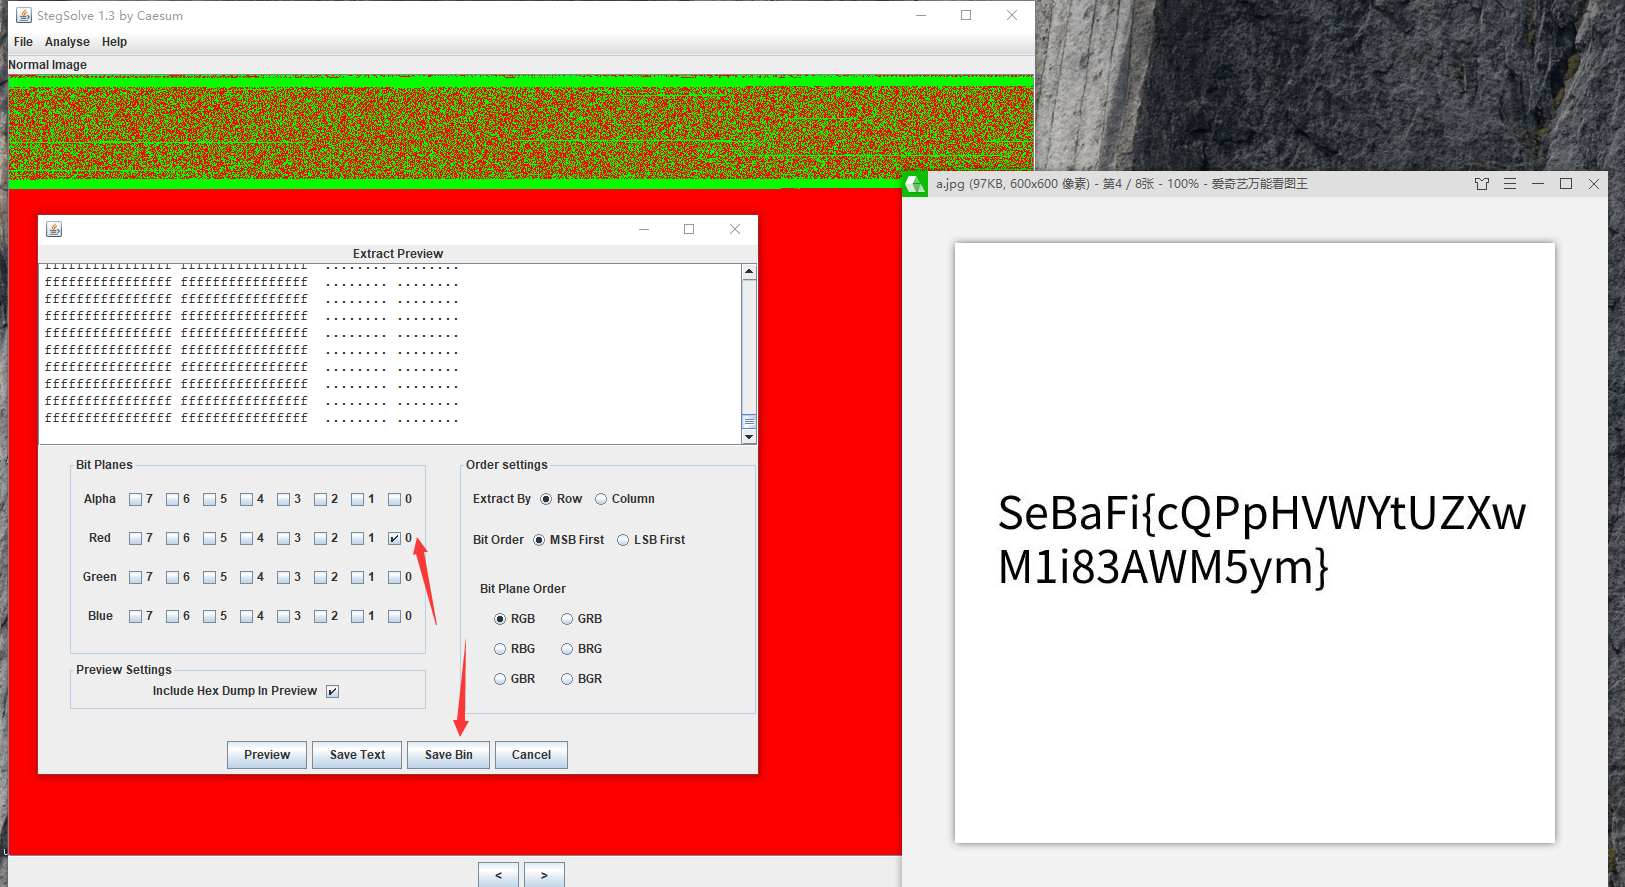 StegSolve 1.3 by Caesum
File Analyse Help
Normal Image
Extract Preview
ffffffffffffffff ffffffffffffffff ........ ........
ffffffffffffffff ffffffffffffffff ........ ........
ffffffffffffffff ffffffffffffffff ........ ........
ffffffffffffffff ffffffffffffffff ........ ........
ffffffffffffffff ffffffffffffffff ........ ........
ffffffffffffffff ffffffffffffffff ........ ........
ffffffffffffffff ffffffffffffffff ........ ........
ffffffffffffffff ffffffffffffffff ........ ........
ffffffffffffffff ffffffffffffffff ........ ........
ffffffffffffffff ffffffffffffffff ........ ........
Bit Planes
Alpha 7 6 5 4 3 2 1 0
Red 7 6 5 4 3 2 1 0
Green 7 6 5 4 3 2 1 0
Blue 7 6 5 4 3 2 1 0
Preview Settings
Include Hex Dump In Preview
Order settings
Extract By Row Column
Bit Order MSB First LSB First
Bit Plane Order
RGB GRB
RBG BRG
GBR BGR
Preview Save Text Save Bin Cancel
< >
a.jpg (97KB, 600x600 像素) - 第4 / 8张 - 100% - 爱奇艺万能看图王
SeBaFi{cQPpHVWYtUZXw
M1i83AWM5ym}